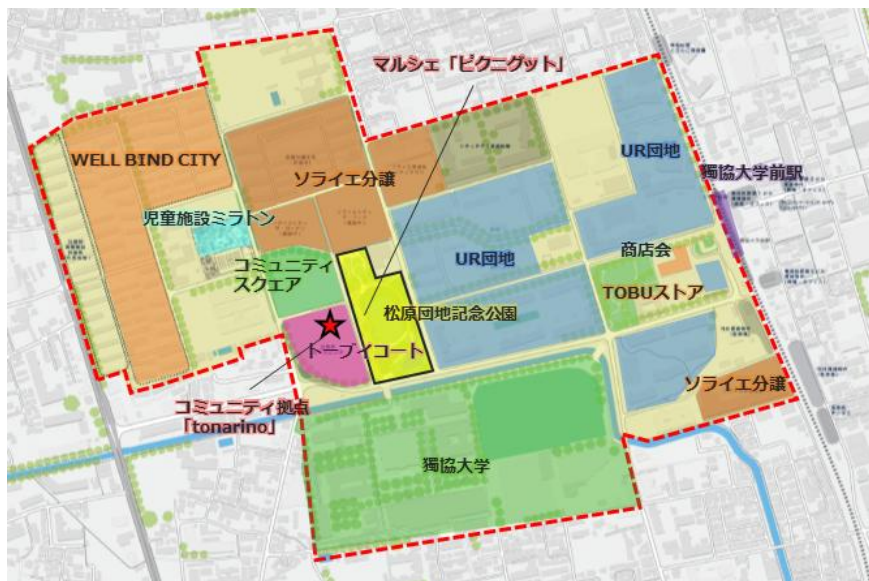 マルシェ「ピクニグット」
WELL BIND CITY
ソライエ分譲
UR団地
獨協大学前駅
児童施設ミラトン
コミュニティ
スクエア
UR団地
商店会
TOBUストア
松原団地記念公園
トーブイコート
ソライエ分譲
コミュニティ拠点
「tonarino」
獨協大学